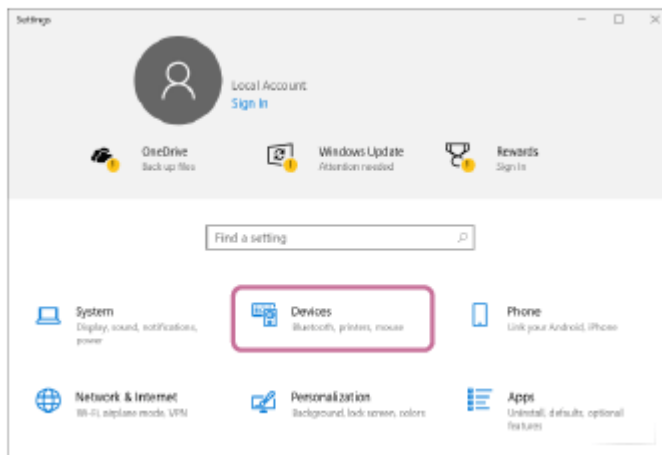 Settings
Local Account
Sign In
OneDrive
Back up files
Windows Update
Attention needed
Rewards
Sign In
Find a setting
System
Display, sound, notifications,
power
Devices
Bluetooth, printers, mouse
Phone
Link your Android, iPhone
Network & Internet
Wi-Fi, airplane mode, VPN
Personalization
Background, lock screen, colors
Apps
Uninstall, defaults, optional
features